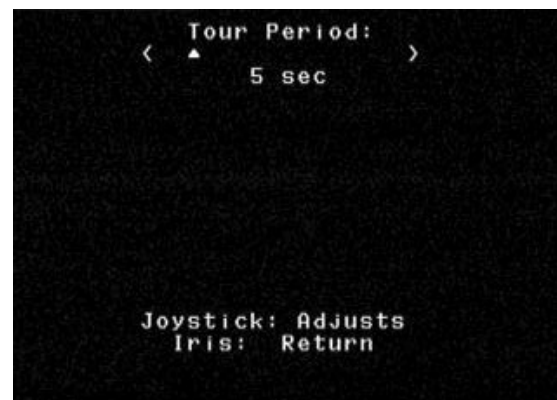 Tour Period:
< ▲ >
5 sec
Joystick: Adjusts
Iris: Return